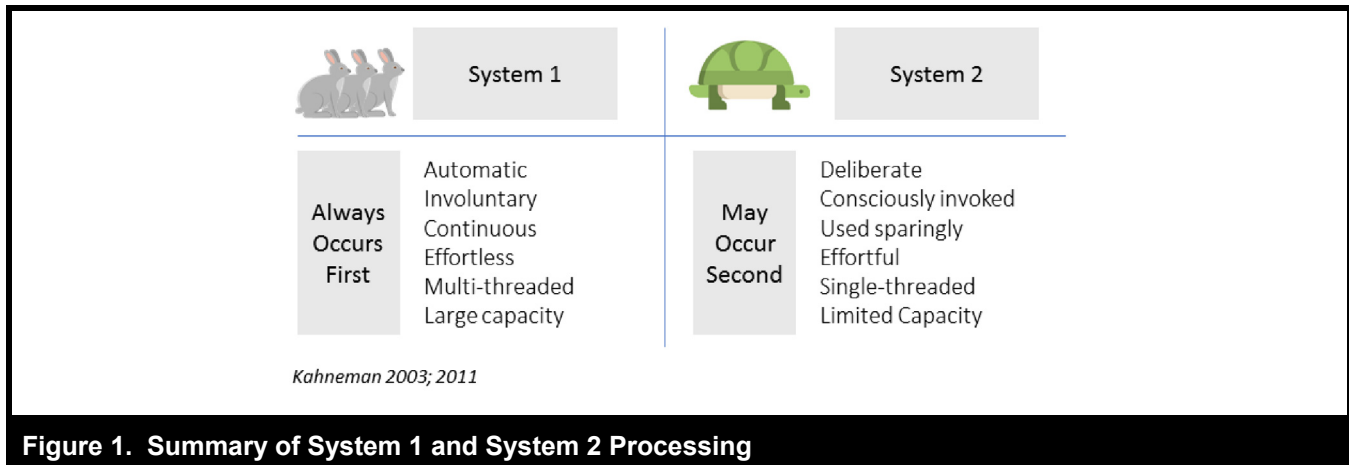 System 1
System 2
Always
Occurs
First
Automatic
Involuntary
Continuous
Effortless
Multi-threaded
Large capacity
May
Occur
Second
Deliberate
Consciously invoked
Used sparingly
Effortful
Single-threaded
Limited Capacity
Kahneman 2003; 2011
Figure 1. Summary of System 1 and System 2 Processing